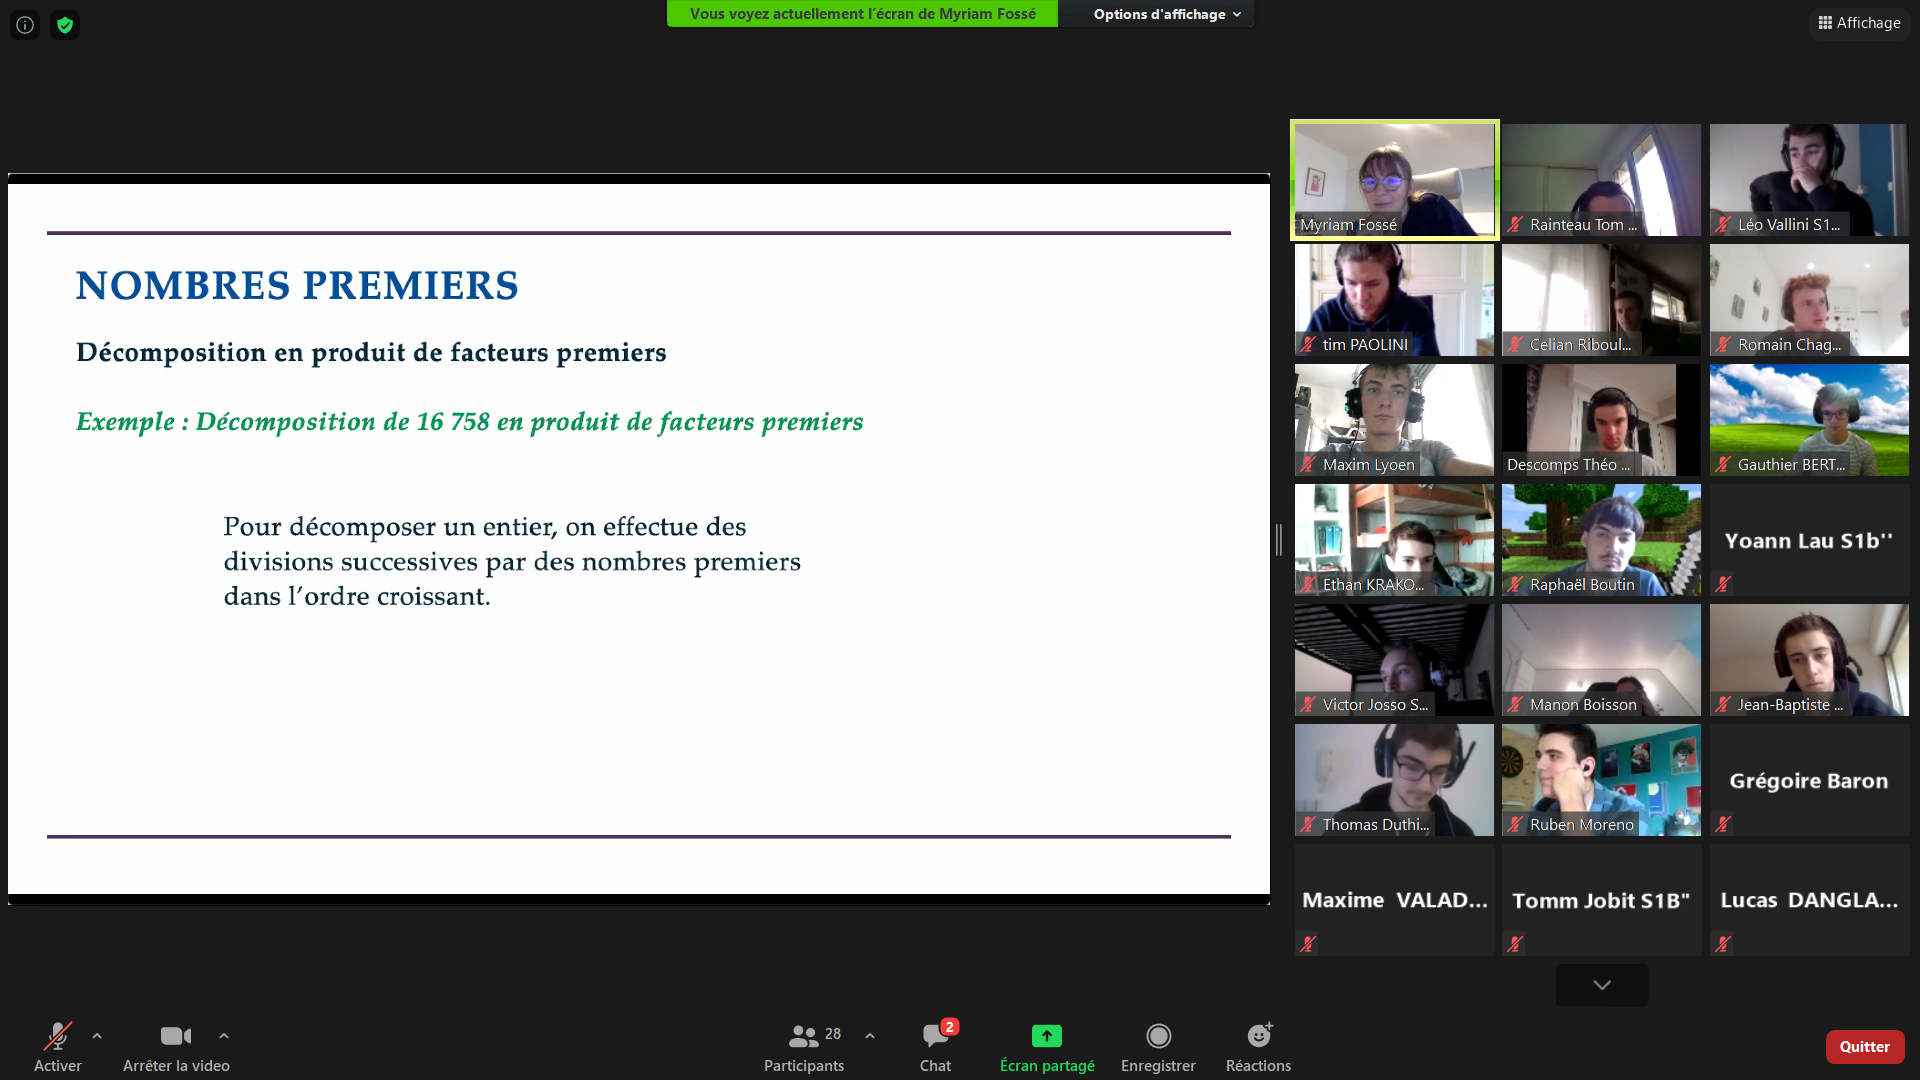 Vous voyez actuellement l'écran de Myriam Fossé
Options d'affichage
Affichage
NOMBRES PREMIERS
Décomposition en produit de facteurs premiers
Exemple : Décomposition de 16 758 en produit de facteurs premiers
Pour décomposer un entier, on effectue des
divisions successives par des nombres premiers
dans l’ordre croissant.
Myriam Fossé
Rainteau Tom ...
Léo Vallini S1...
tim PAOLINI
Celian Riboul...
Romain Chag...
Maxim Lyoen
Descomps Théo ...
Gauthier BERT...
Ethan KRAKO...
Raphaël Boutin
Yoann Lau S1b''
Victor Josso S...
Manon Boisson
Jean-Baptiste ...
Thomas Duthi...
Ruben Moreno
Grégoire Baron
Maxime VALAD...
Tomm Jobit S1B"
Lucas DANGLA...
Activer
Arrêter la video
28
Participants
2
Chat
Écran partagé
Enregistrer
Réactions
Quitter